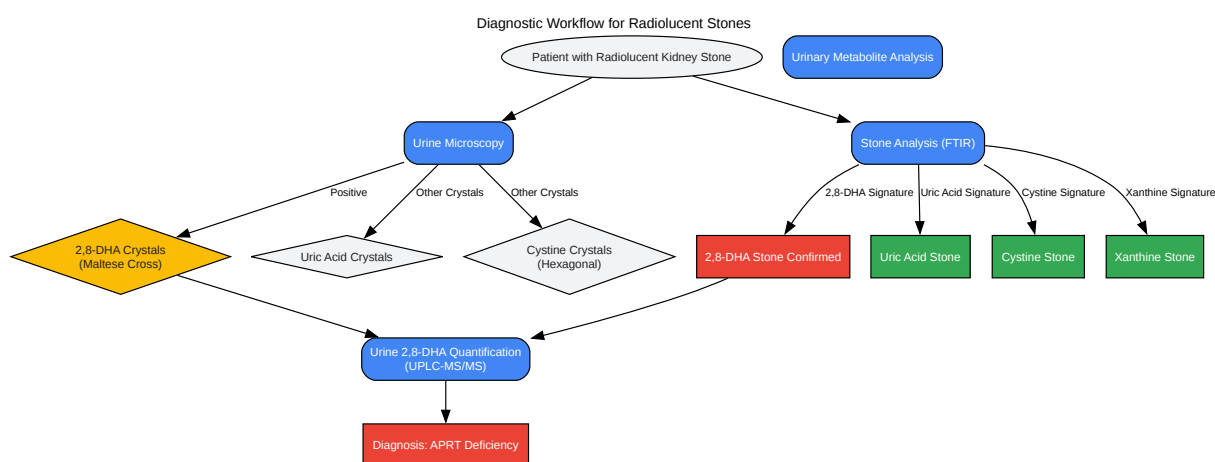 Diagnostic Workflow for Radiolucent Stones
Patient with Radiolucent Kidney Stone
Urinary Metabolite Analysis
Urine Microscopy
Stone Analysis (FTIR)
Positive
Other Crystals
Other Crystals
2,8-DHA Signature
Uric Acid Signature
Cystine Signature
Xanthine Signature
2,8-DHA Crystals
(Maltese Cross)
Uric Acid Crystals
Cystine Crystals
(Hexagonal)
2,8-DHA Stone Confirmed
Uric Acid Stone
Cystine Stone
Xanthine Stone
Urine 2,8-DHA Quantification
(UPLC-MS/MS)
Diagnosis: APRT Deficiency